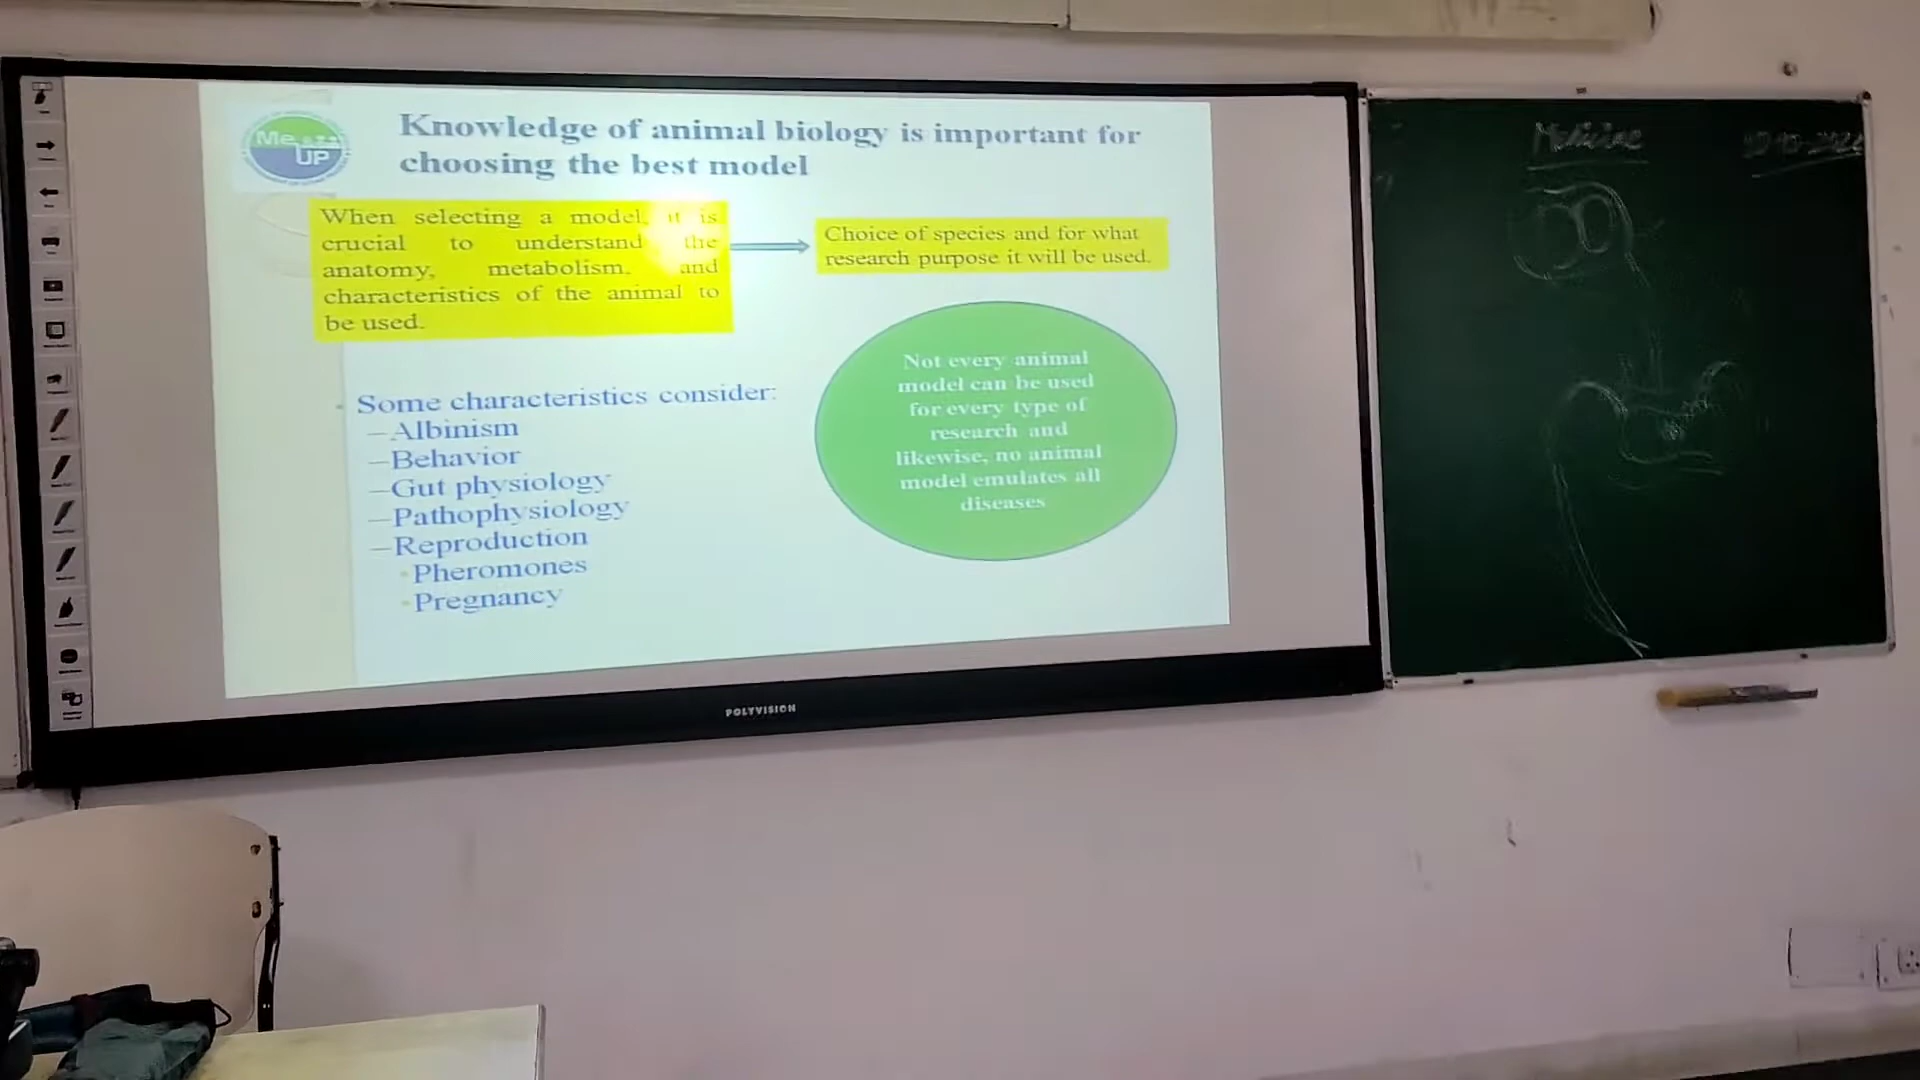 Knowledge of animal biology is important for
choosing the best model
When selecting a model, it is
crucial to understand the
anatomy, metabolism, and
characteristics of the animal to
be used.
Choice of species and for what
research purpose it will be used.
Not every animal
model can be used
for every type of
research and
likewise, no animal
model emulates all
diseases
Some characteristics consider:
–Albinism
–Behavior
–Gut physiology
–Pathophysiology
–Reproduction
•Pheromones
•Pregnancy
UP
POLYVISION
Medicine